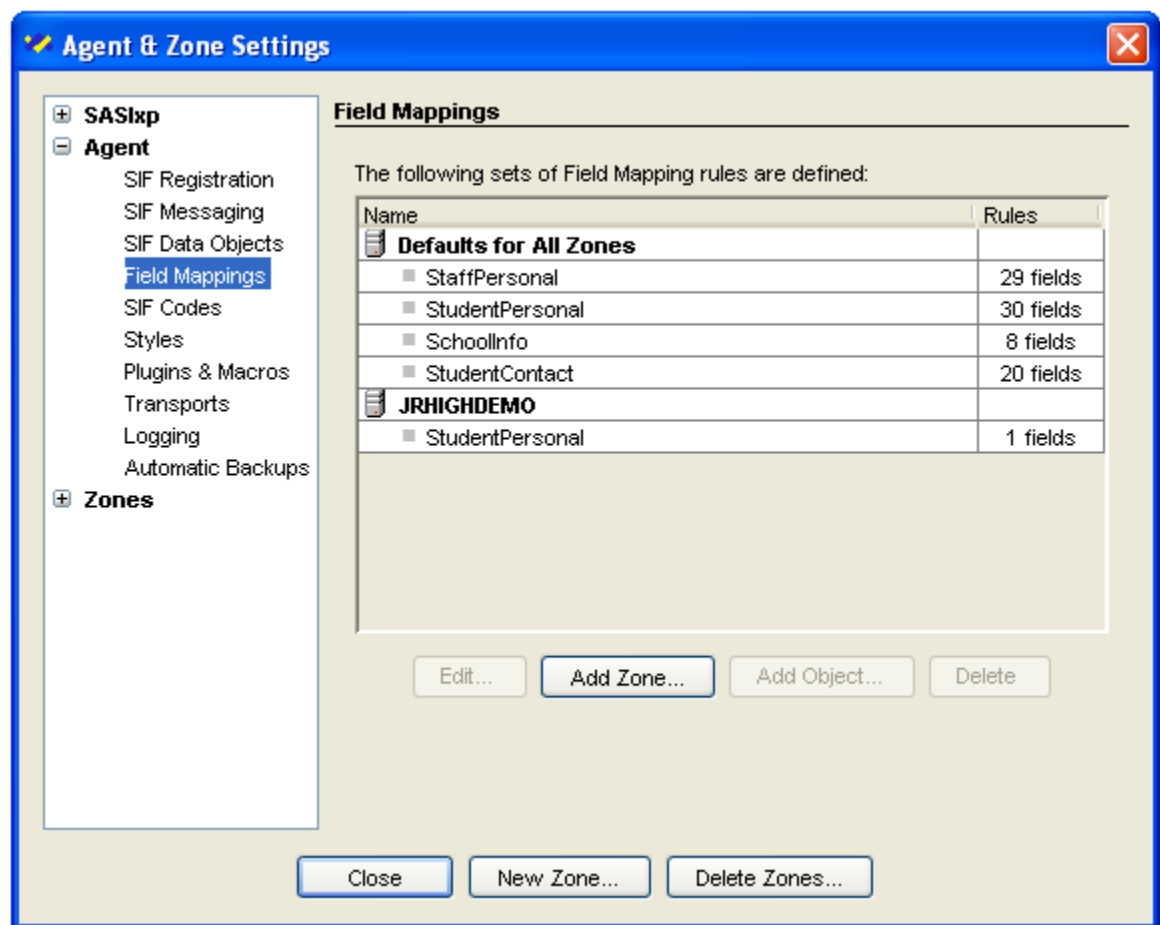 Agent & Zone Settings
SASIxp
Agent
SIF Registration
SIF Messaging
SIF Data Objects
Field Mappings
SIF Codes
Styles
Plugins & Macros
Transports
Logging
Automatic Backups
Zones
Field Mappings
The following sets of Field Mapping rules are defined:
Name Rules
Defaults for All Zones
StaffPersonal 29 fields
StudentPersonal 30 fields
SchoolInfo 8 fields
StudentContact 20 fields
JRHIGHDEMO
StudentPersonal 1 fields
Edit... Add Zone... Add Object... Delete
Close New Zone... Delete Zones...